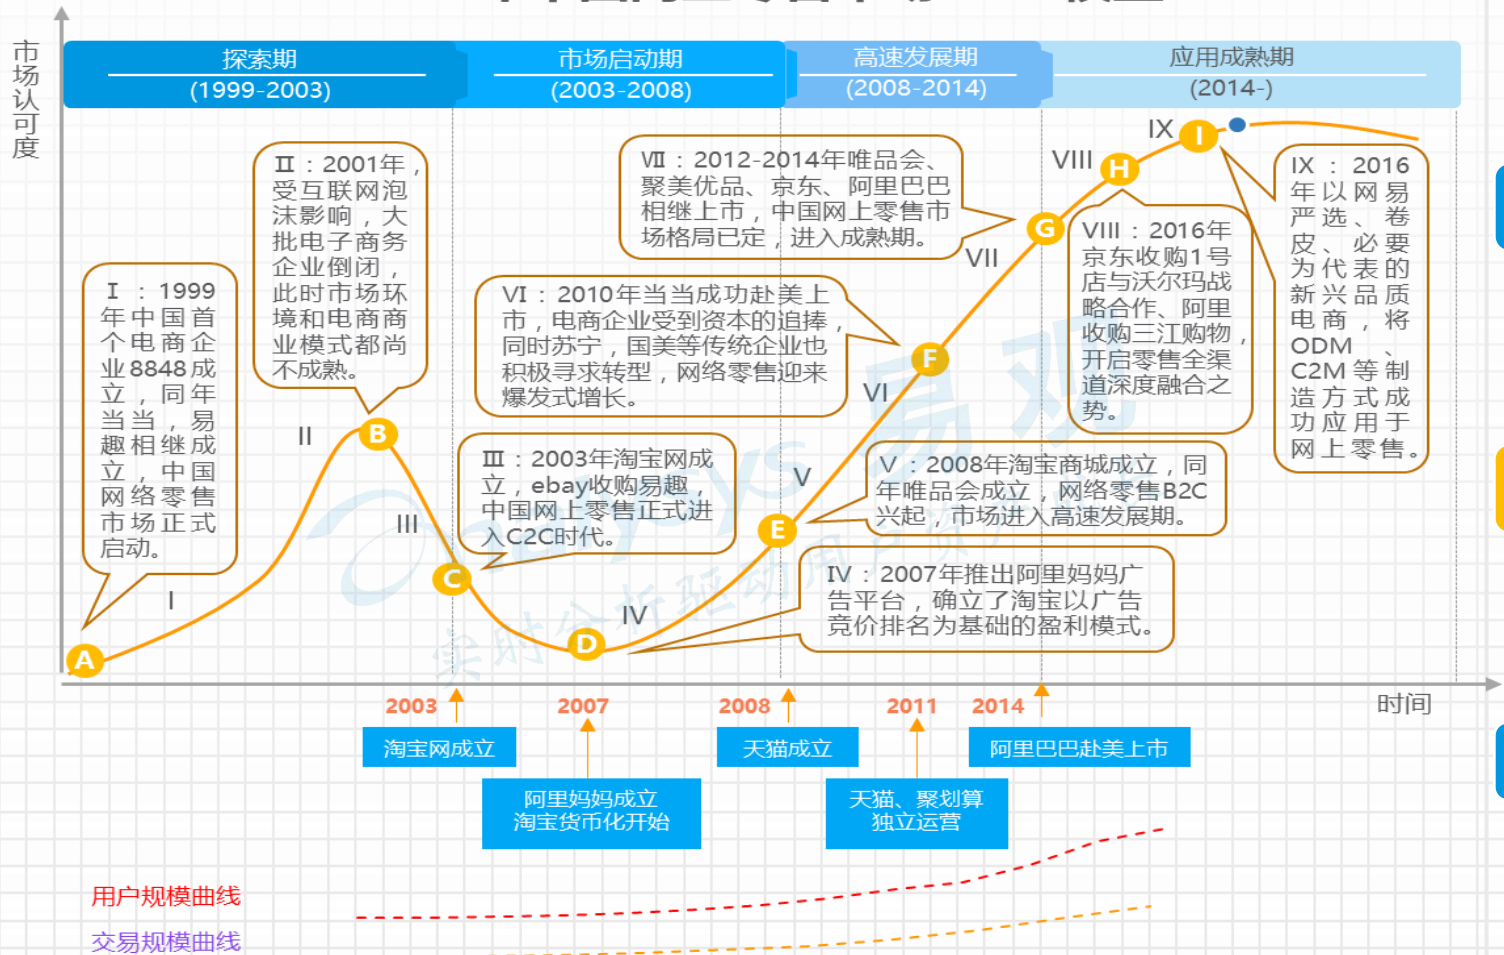 市场认可度
探索期
(1999-2003)
市场启动期
(2003-2008)
高速发展期
(2008-2014)
应用成熟期
(2014-)
I ：1999
年中国首
个电商企
业8848成
立，同年
当当，易
趣相继成
立，中国
网络零售
市场正式
启动。
II ：2001年，
受互联网泡
沫影响，大
批电子商务
企业倒闭，
此时市场环
境和电商商
业模式都尚
不成熟。
III ：2003年淘宝网成
立，ebay收购易趣，
中国网上零售正式进
入C2C时代。
IV ：2007年推出阿里妈妈广
告平台，确立了淘宝以广告
竞价排名为基础的盈利模式。
V ：2008年淘宝商城成立，同
年唯品会成立，网络零售B2C
兴起，市场进入高速发展期。
VI ：2010年当当成功赴美上
市，电商企业受到资本的追捧，
同时苏宁，国美等传统企业也
积极寻求转型，网络零售迎来
爆发式增长。
VII ：2012-2014年唯品会、
聚美优品、京东、阿里巴巴
相继上市，中国网上零售市
场格局已定，进入成熟期。
VIII ：2016年
京东收购1号
店与沃尔玛战
略合作、阿里
收购三江购物，
开启零售全渠
道深度融合之
势。
IX ：2016
年以网易
严选、卷
皮、必要
为代表的
新兴品质
电商，将
ODM、
C2M等制
造方式成
功应用于
网上零售。
I
II
III
IV
V
VI
VII
VIII
IX
A
B
C
D
E
F
G
H
I
易观
实时分析驱动用户资产成长
时间
2003
2007
2008
2011
2014
淘宝网成立
阿里妈妈成立
淘宝货币化开始
天猫成立
天猫、聚划算
独立运营
阿里巴巴赴美上市
用户规模曲线
交易规模曲线